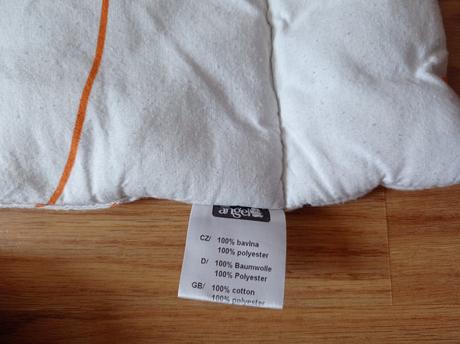 angel
CZ/ 100% bavlna
100% polyester
D/ 100% Baumwolle
100% Polyester
GB/ 100% cotton
100% polyester